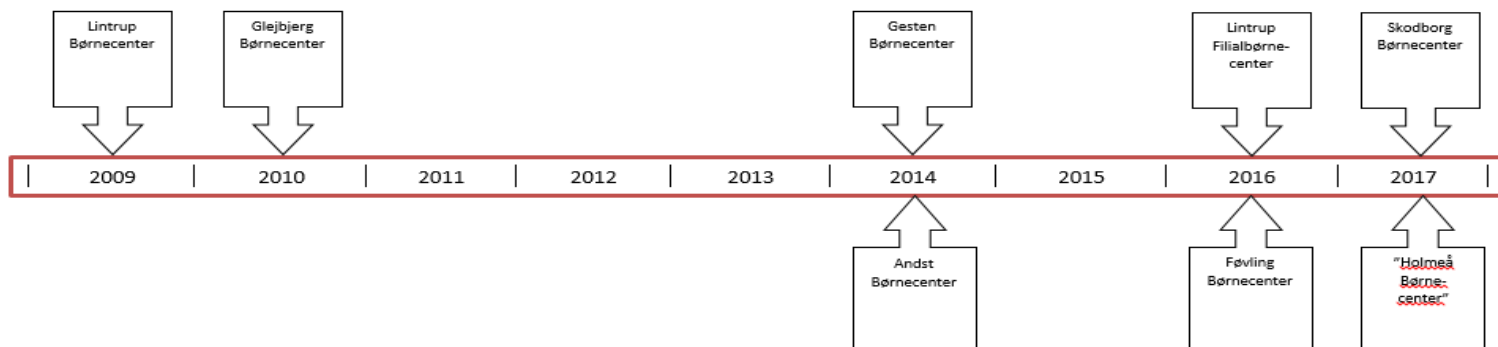 Lintrup
Børnecenter
Glejbjerg
Børnecenter
Gesten
Børnecenter
Lintrup
Filialbørne-
center
Skodborg
Børnecenter
| 2009 | 2010 | 2011 | 2012 | 2013 | 2014 | 2015 | 2016 | 2017 |
Andst
Børnecenter
Føvling
Børnecenter
"Holmeå
Børne-
center"